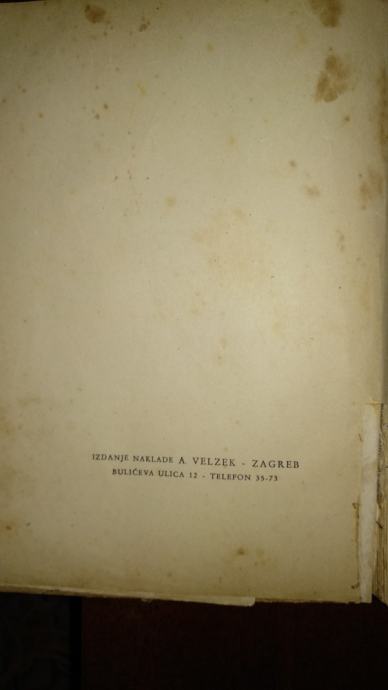 IZDANJE NAKLADE A. VELZEK - ZAGREB
BULIĆEVA ULICA 12 - TELEFON 35-73